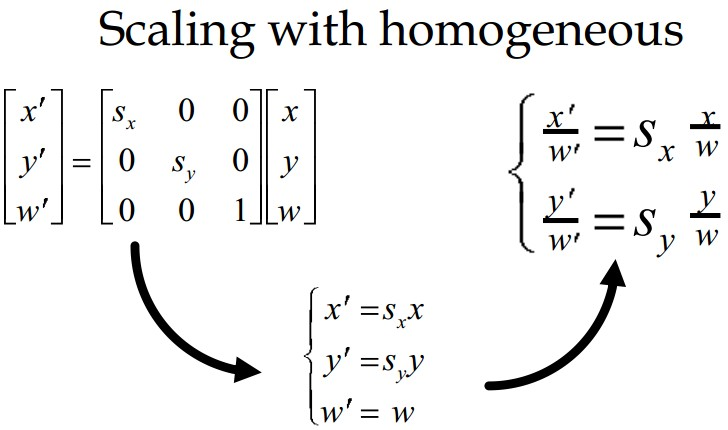 Scaling with homogeneous
[x′ y′ w′] = [s_x 0 0; 0 s_y 0; 0 0 1] [x y w]
x′/w′ = s_x x/w
y′/w′ = s_y y/w
x′ = s_x x
y′ = s_y y
w′ = w